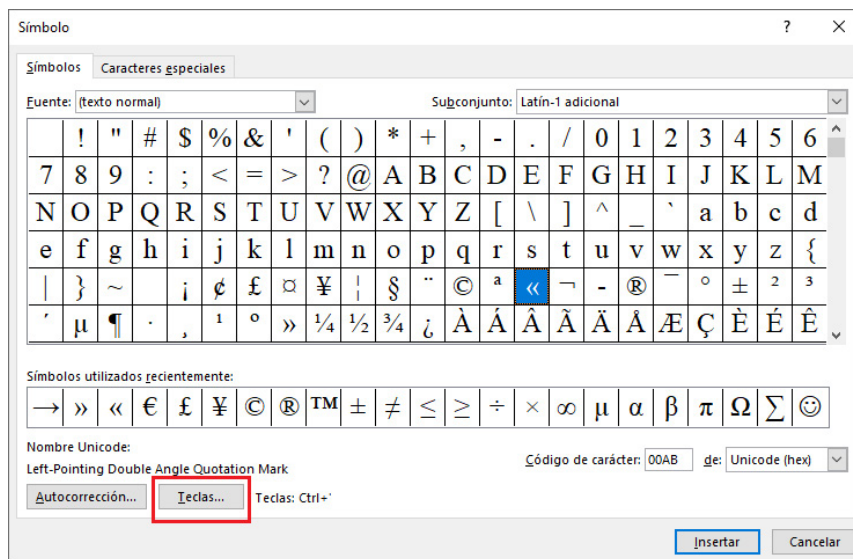 Símbolo ? ×
Símbolos Caracteres especiales
Fuente: (texto normal) Subconjunto: Latín-1 adicional
! " # $ % & ' ( ) * + , - . / 0 1 2 3 4 5 6
7 8 9 : ; < = > ? @ A B C D E F G H I J K L M
N O P Q R S T U V W X Y Z [ \ ] ^ _ ` a b c d
e f g h i j k l m n o p q r s t u v w x y z {
| } ~ ¡ ¢ £ ¤ ¥ ¦ § ¨ © ª « ¬ - ® ¯ ° ± ² ³
´ µ ¶ · ¸ ¹ º » ¼ ½ ¾ ¿ À Á Â Ã Ä Å Æ Ç È É Ê
Símbolos utilizados recientemente:
→ » « € £ ¥ © ® ™ ± ≠ ≤ ≥ ÷ × ∞ µ α β π Ω ∑ ☺
Nombre Unicode:
Left-Pointing Double Angle Quotation Mark
Código de carácter: 00AB de: Unicode (hex)
Autocorrección... Teclas... Teclas: Ctrl+'
Insertar Cancelar